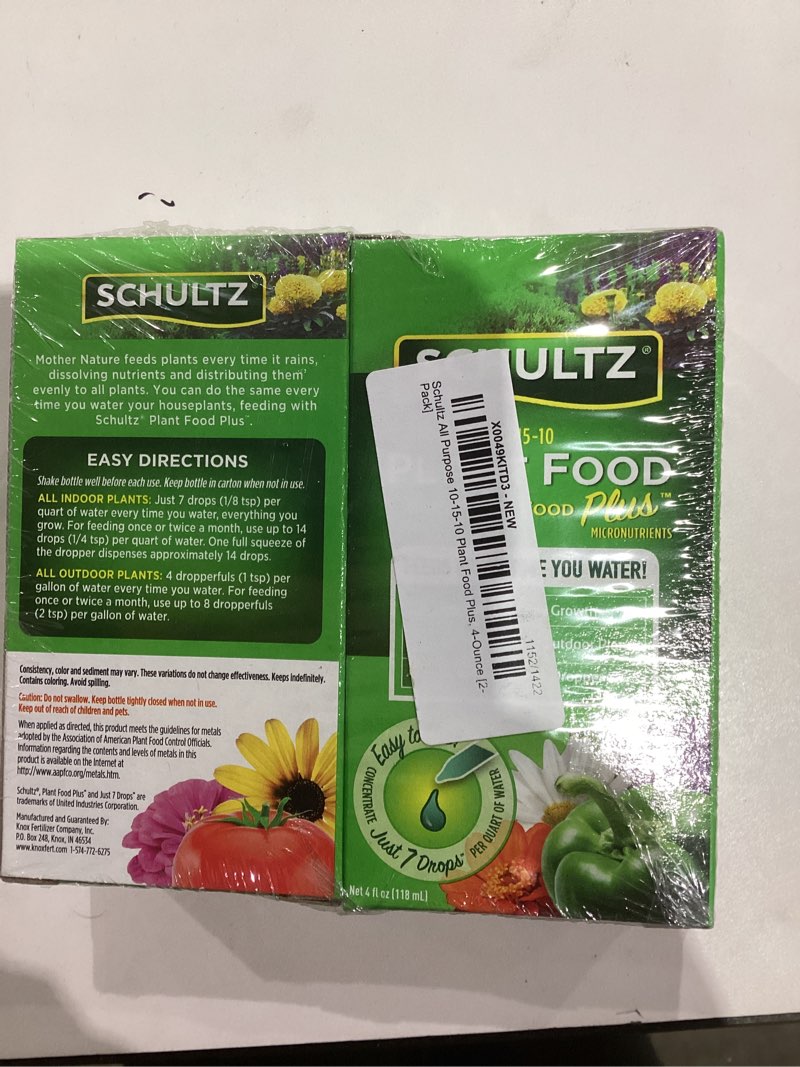 SCHULTZ®
Mother Nature feeds plants every time it rains,
dissolving nutrients and distributing them
evenly to all plants. You can do the same every
time you water your houseplants, feeding with
Schultz® Plant Food Plus™.
EASY DIRECTIONS
Shake bottle well before each use. Keep bottle in carton when not in use.
ALL INDOOR PLANTS: Just 7 drops (1/8 tsp) per
quart of water every time you water, everything you
grow. For feeding once or twice a month, use up to 14
drops (1/4 tsp) per quart of water. One full squeeze of
the dropper dispenses approximately 14 drops.
ALL OUTDOOR PLANTS: 4 dropperfuls (1 tsp) per
gallon of water every time you water. For feeding
once or twice a month, use up to 8 dropperfuls
(2 tsp) per gallon of water.
Consistency, color and sediment may vary. These variations do not change effectiveness. Keeps indefinitely.
Contains coloring. Avoid spilling.
Caution: Do not swallow. Keep bottle tightly closed when not in use.
Keep out of reach of children and pets.
When applied as directed, this product meets the guidelines for metals
adopted by the Association of American Plant Food Control Officials.
Information regarding the contents and levels of metals in this
product is available on the Internet at
http://www.aapfco.org/metals.htm.
Schultz®, Plant Food Plus™ and Just 7 Drops™ are
trademarks of United Industries Corporation.
Manufactured and Guaranteed By:
Knox Fertilizer Company, Inc.
P.O. Box 248, Knox, IN 46534
www.knoxfert.com 1-574-772-6275
SCHULTZ®
15-10
FOOD
FOOD Plus™
MICRONUTRIENTS
E YOU WATER!
Growth
X0049KITD3 - NEW
Schultz All Purpose 10-15-10 Plant Food Plus, 4-Ounce [2-
Pack]
1152/1422
Easy to
CONCENTRATE
Just 7 Drops™
PER QUART OF WATER
Net 4 fl oz (118 mL)